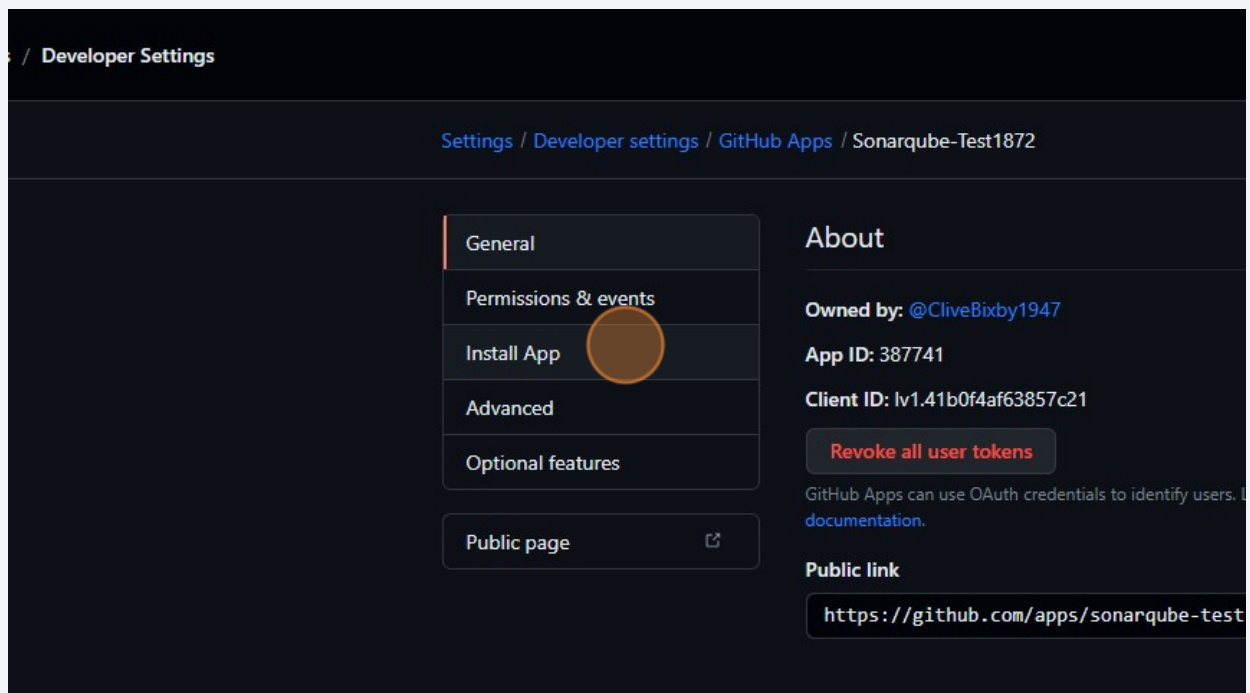 / Developer Settings
Settings / Developer settings / GitHub Apps / Sonarqube-Test1872
General
Permissions & events
Install App
Advanced
Optional features
Public page
About
Owned by: @CliveBixby1947
App ID: 387741
Client ID: lv1.41b0f4af63857c21
Revoke all user tokens
GitHub Apps can use OAuth credentials to identify users.
documentation.
Public link
https://github.com/apps/sonarqube-test